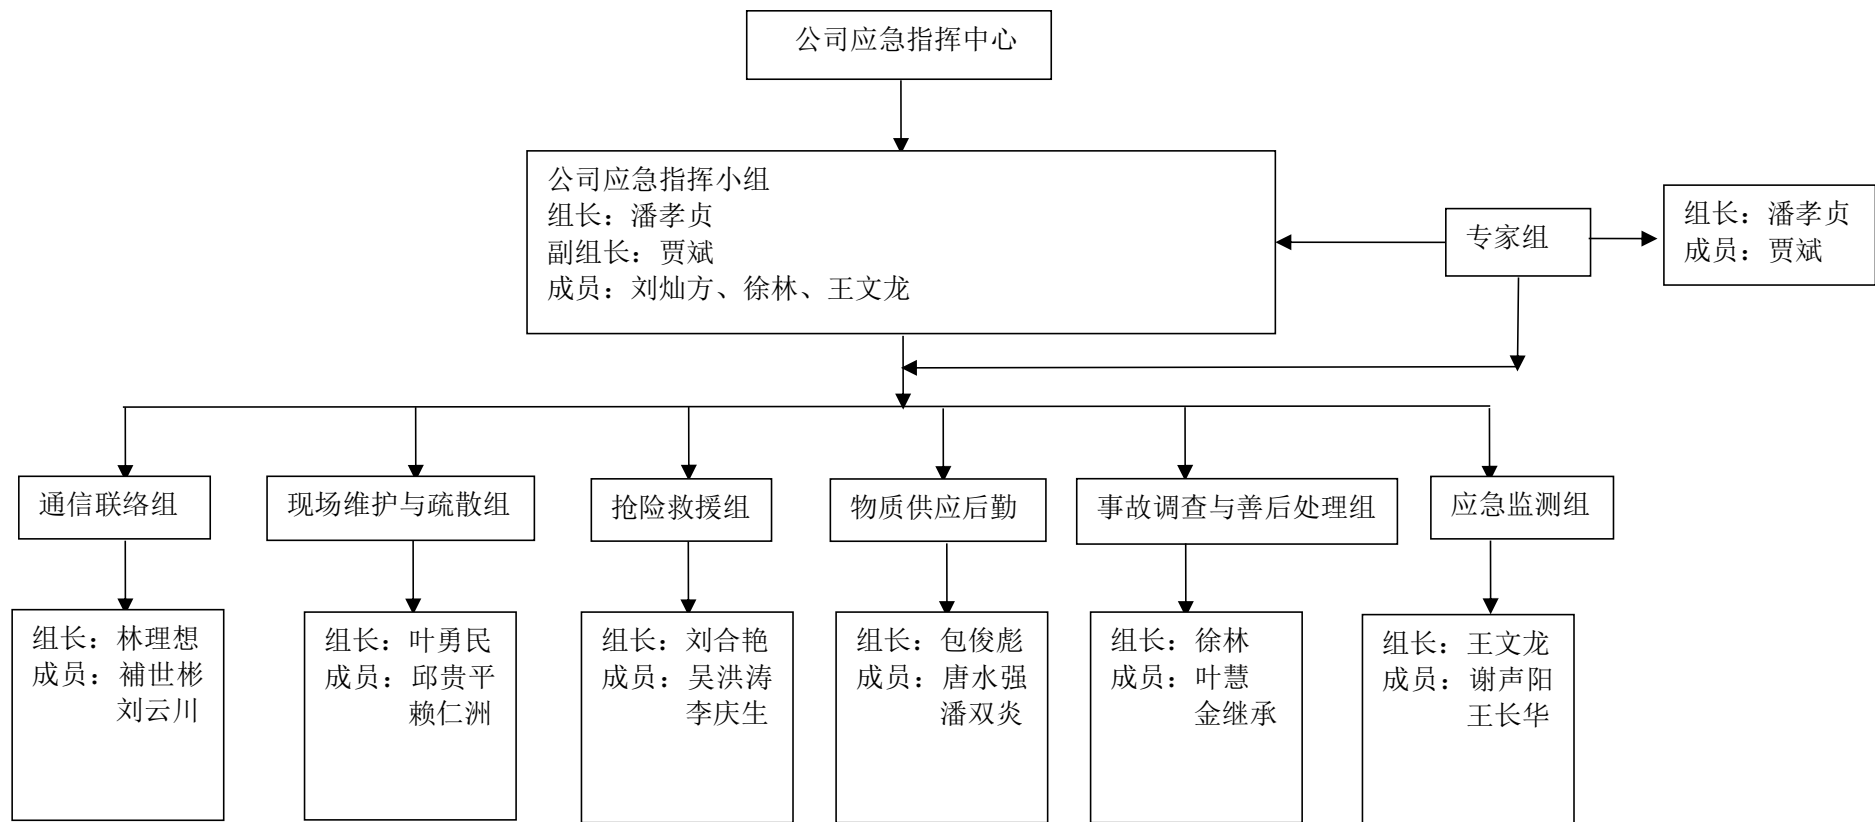 公司应急指挥中心
公司应急指挥小组
组长：潘孝贞
副组长：贾斌
成员：刘灿方、徐林、王文龙
专家组
组长：潘孝贞
成员：贾斌
通信联络组
现场维护与疏散组
抢险救援组
物质供应后勤
事故调查与善后处理组
应急监测组
组长：林理想
成员：補世彬
刘云川
组长：叶勇民
成员：邱贵平
赖仁洲
组长：刘合艳
成员：吴洪涛
李庆生
组长：包俊彪
成员：唐水强
潘双炎
组长：徐林
成员：叶慧
金继承
组长：王文龙
成员：谢声阳
王长华